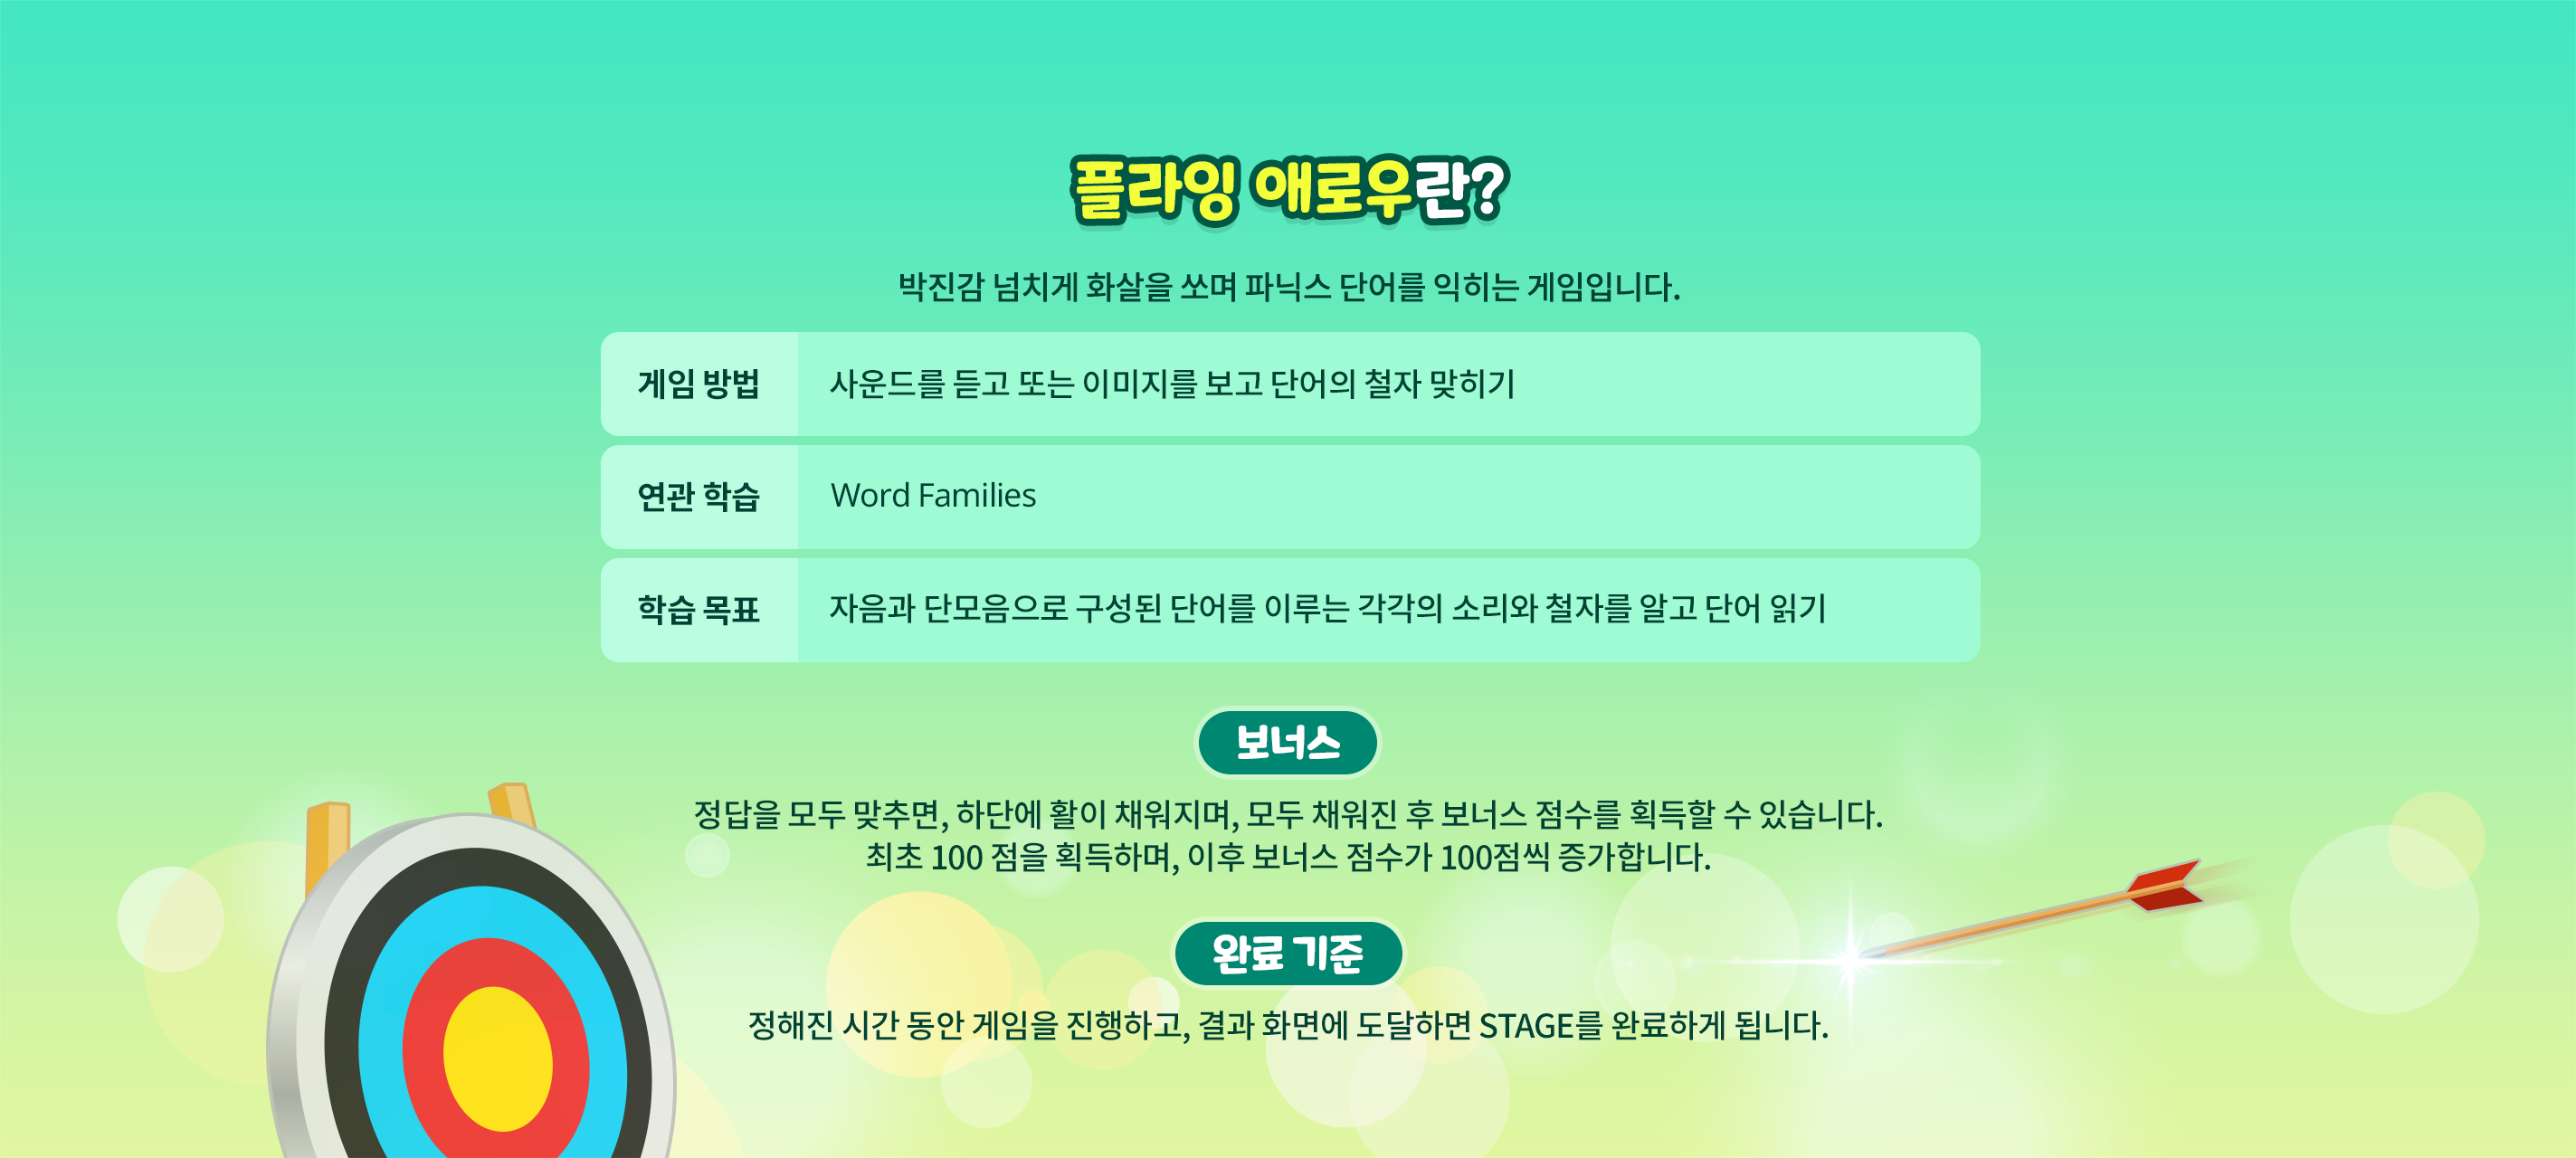 플라잉 애로우란?
박진감 넘치게 화살을 쏘며 파닉스 단어를 익히는 게임입니다.
게임 방법
사운드를 듣고 또는 이미지를 보고 단어의 철자 맞히기
연관 학습
Word Families
학습 목표
자음과 단모음으로 구성된 단어를 이루는 각각의 소리와 철자를 알고 단어 읽기
보너스
정답을 모두 맞추면, 하단에 활이 채워지며, 모두 채워진 후 보너스 점수를 획득할 수 있습니다.
최초 100 점을 획득하며, 이후 보너스 점수가 100점씩 증가합니다.
완료 기준
정해진 시간 동안 게임을 진행하고, 결과 화면에 도달하면 STAGE를 완료하게 됩니다.